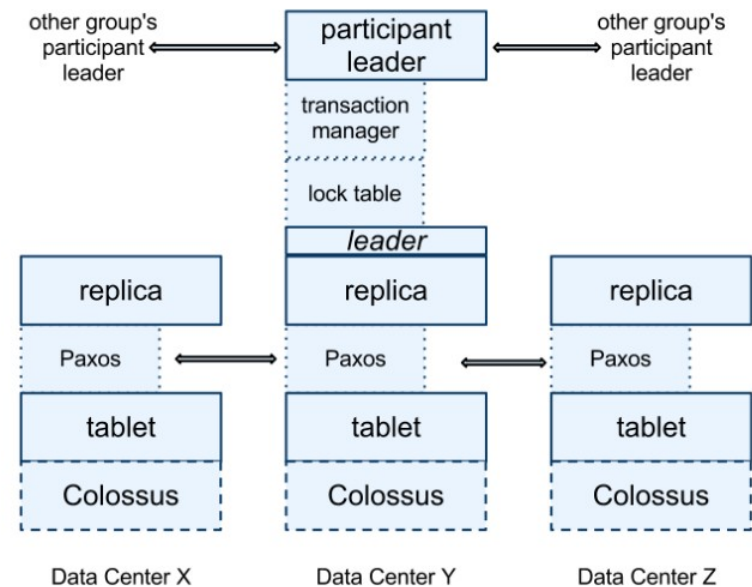 other group's
participant
leader
participant
leader
other group's
participant
leader
transaction
manager
lock table
leader
replica
replica
replica
Paxos
Paxos
Paxos
tablet
tablet
tablet
Colossus
Colossus
Colossus
Data Center X
Data Center Y
Data Center Z